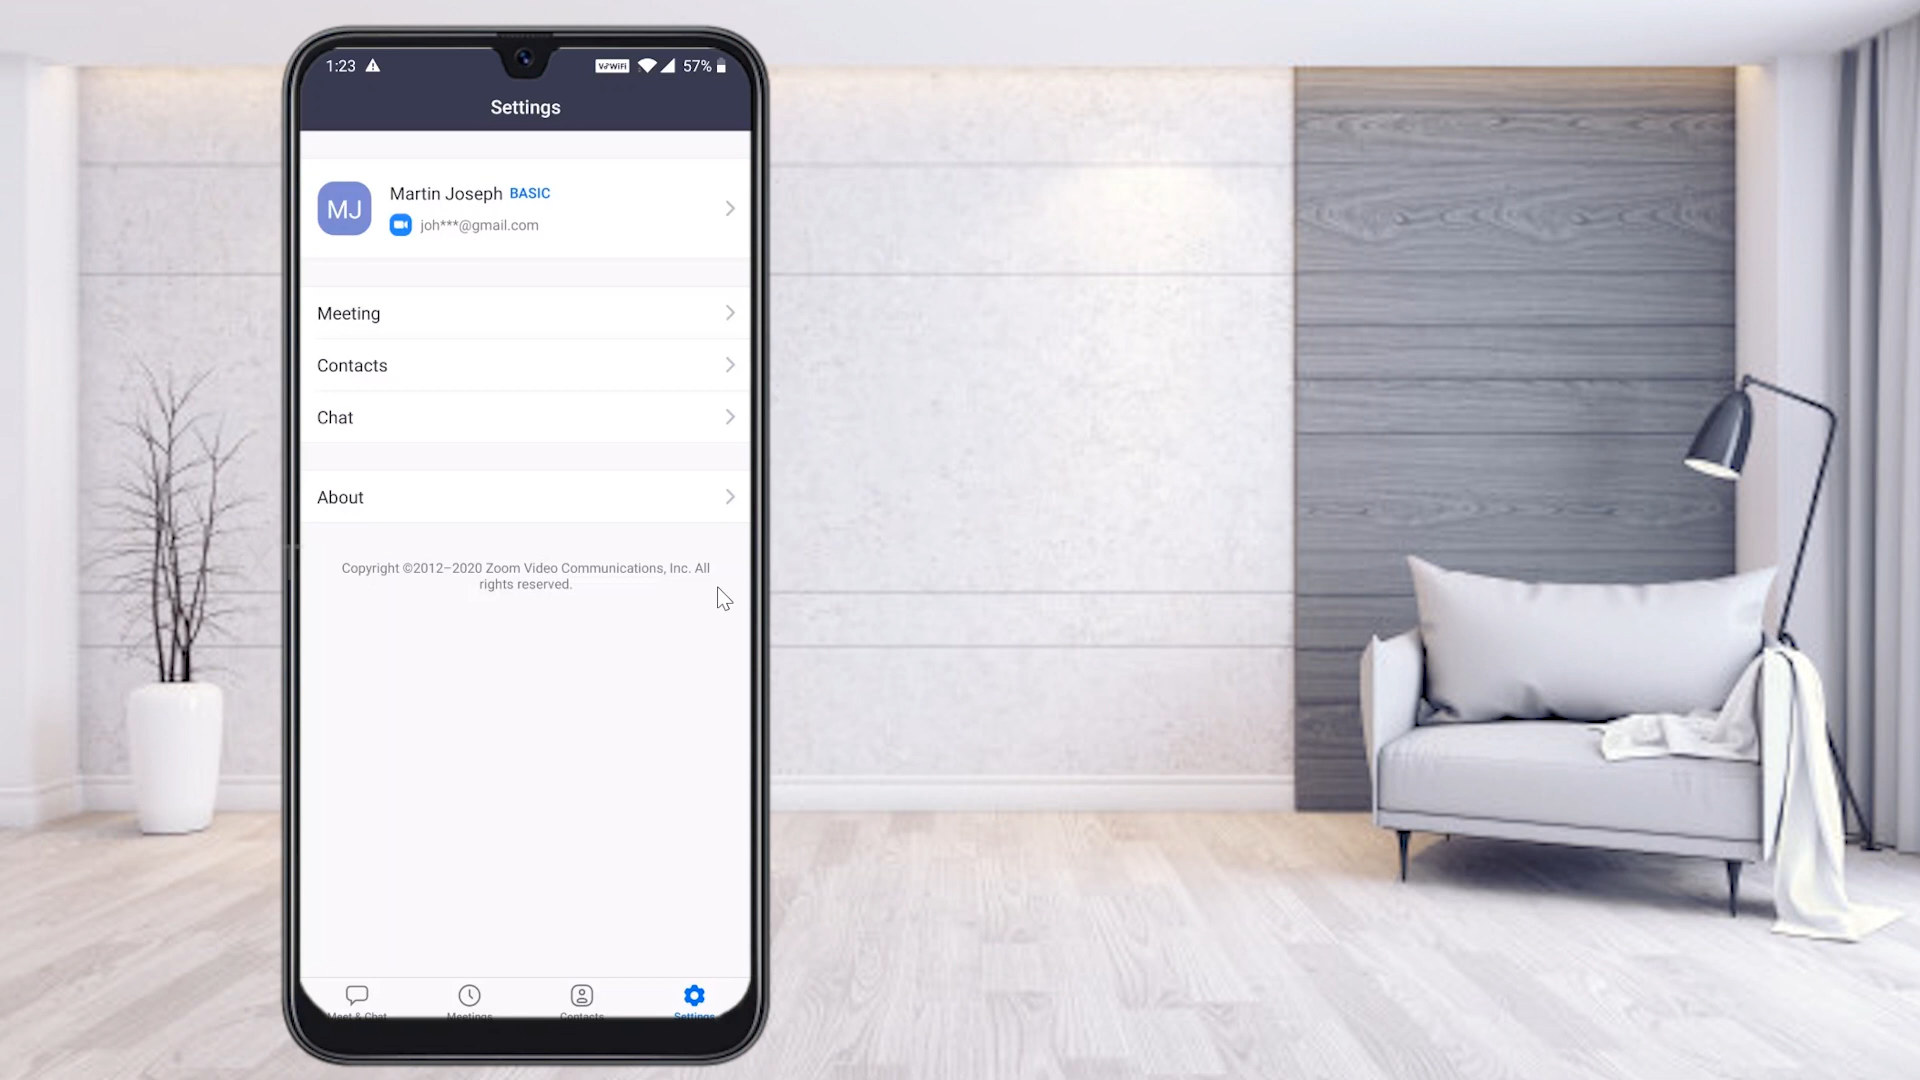 1:23 VoWiFi 57%
Settings
MJ
Martin Joseph BASIC
joh***@gmail.com
Meeting
Contacts
Chat
About
Copyright ©2012–2020 Zoom Video Communications, Inc. All
rights reserved.
Meet & Chat Meetings Contacts Settings